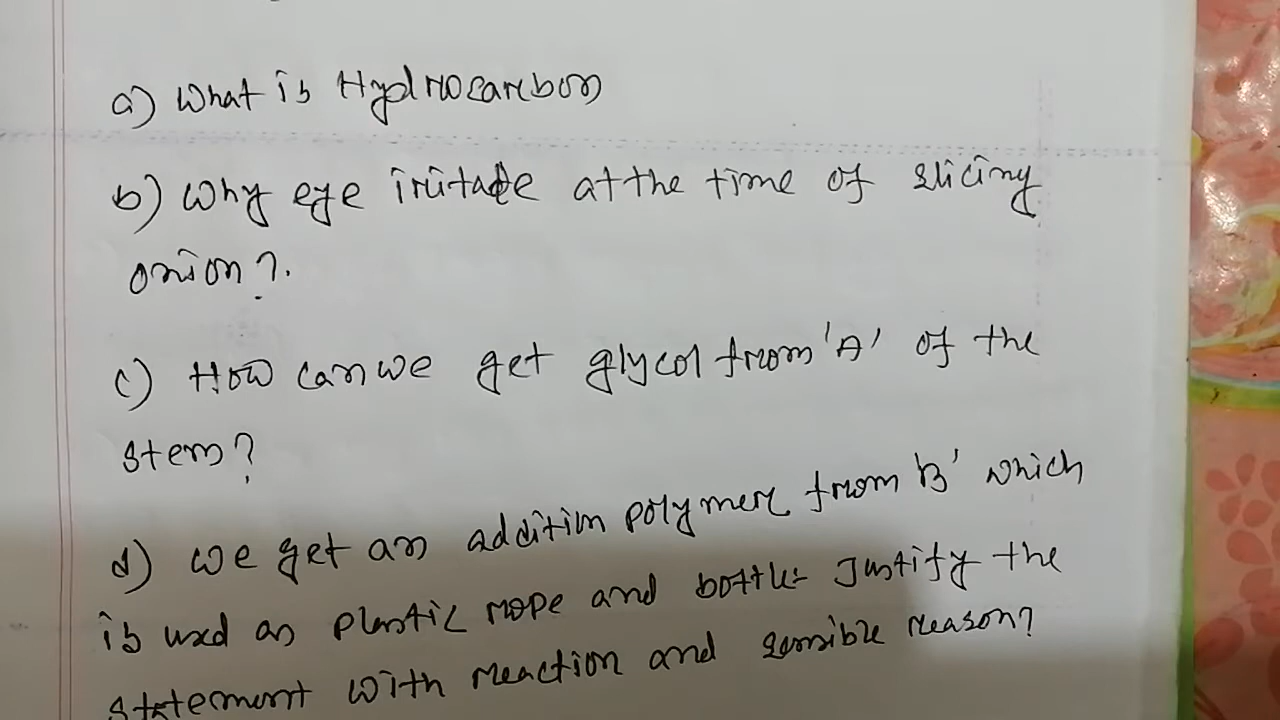 a) What is Hydrocarbon
b) Why eye iritate at the time of slicing
onion?.
c) How can we get glycol from 'A' of the
stem?
d) we get an addition polymer from B' which
is used as plastic rope and bottle. Justify the
statement with reaction and sensible reason?